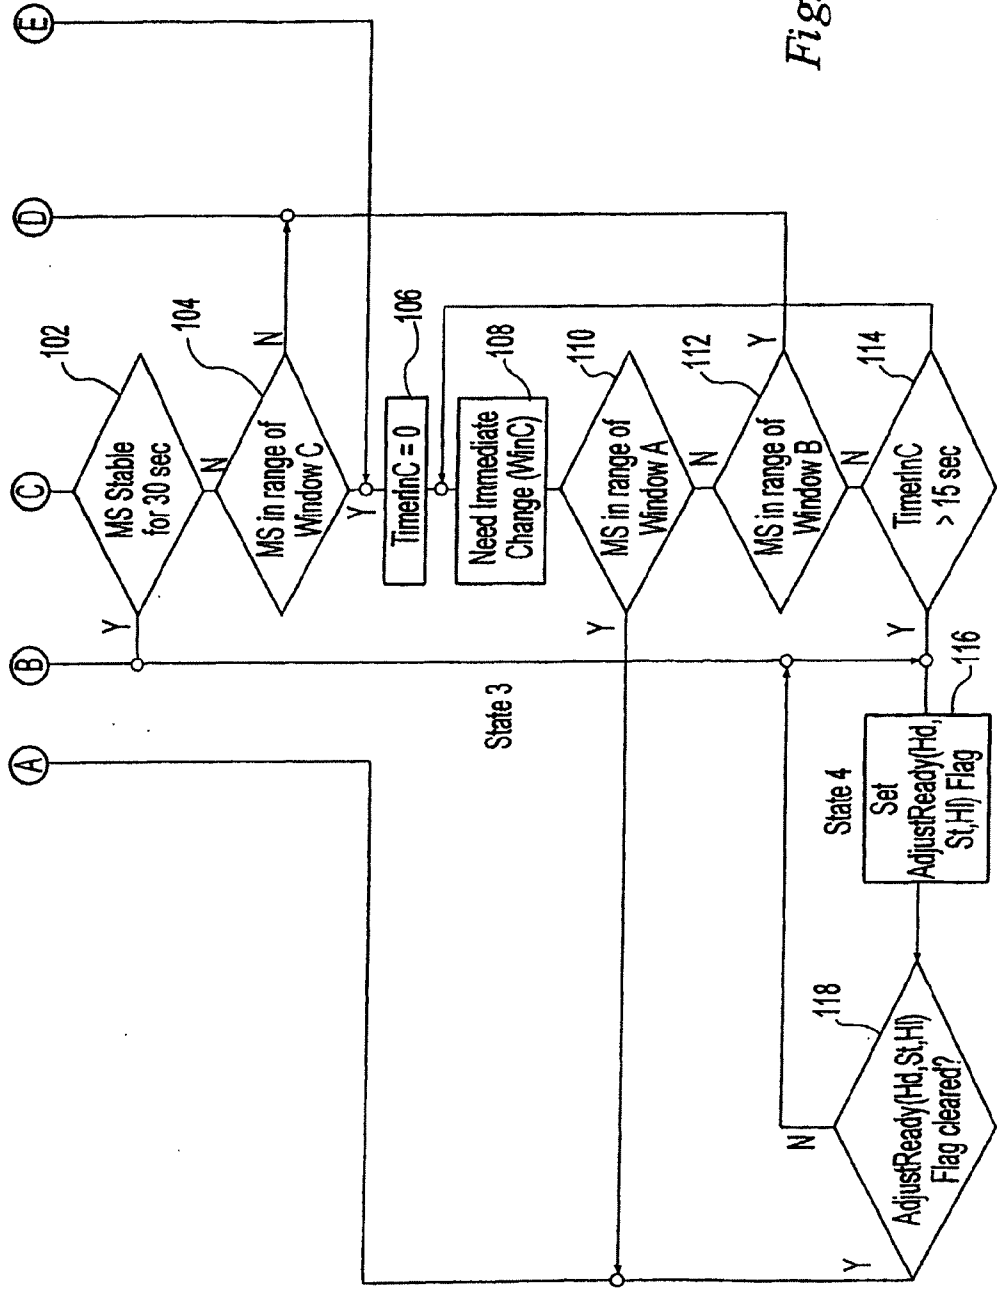 A
B
C
D
E
102
MS Stable
for 30 sec
Y
N
104
MS in range of
Window C
N
Y
106
TimerInC = 0
108
Need Immediate
Change (WinC)
State 3
110
MS in range of
Window A
Y
N
112
MS in range of
Window B
Y
N
114
TimerInC
> 15 sec
Y
State 4
116
Set
AdjustReady(Hd,
St,Hl) Flag
118
AdjustReady(Hd,St,Hl)
Flag cleared?
N
Y
Fig